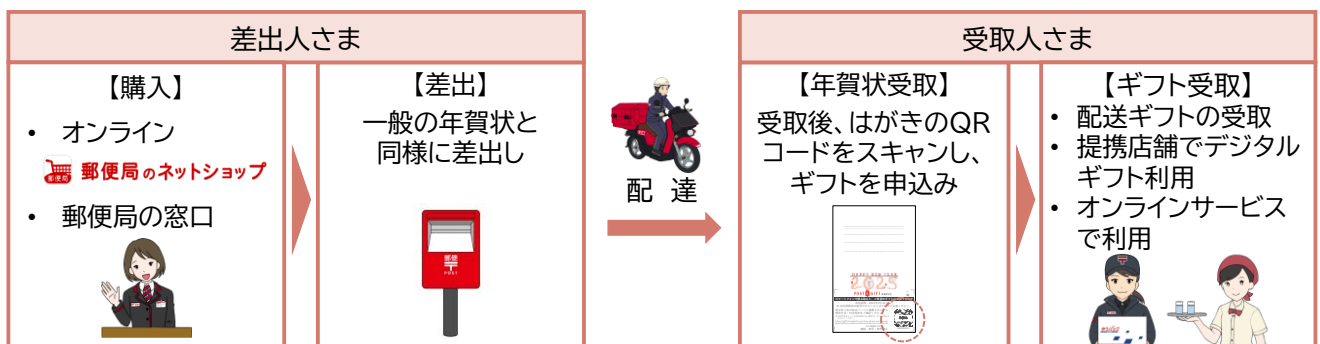 差出人さま
【購入】
• オンライン
郵便局のネットショップ
• 郵便局の窓口
【差出】
一般の年賀状と
同様に差出し
郵便
POST
配 達
受取人さま
【年賀状受取】
受取後、はがきのQR
コードをスキャンし、
ギフトを申込み
2025
【ギフト受取】
• 配送ギフトの受取
• 提携店舗でデジタル
ギフト利用
• オンラインサービス
で利用